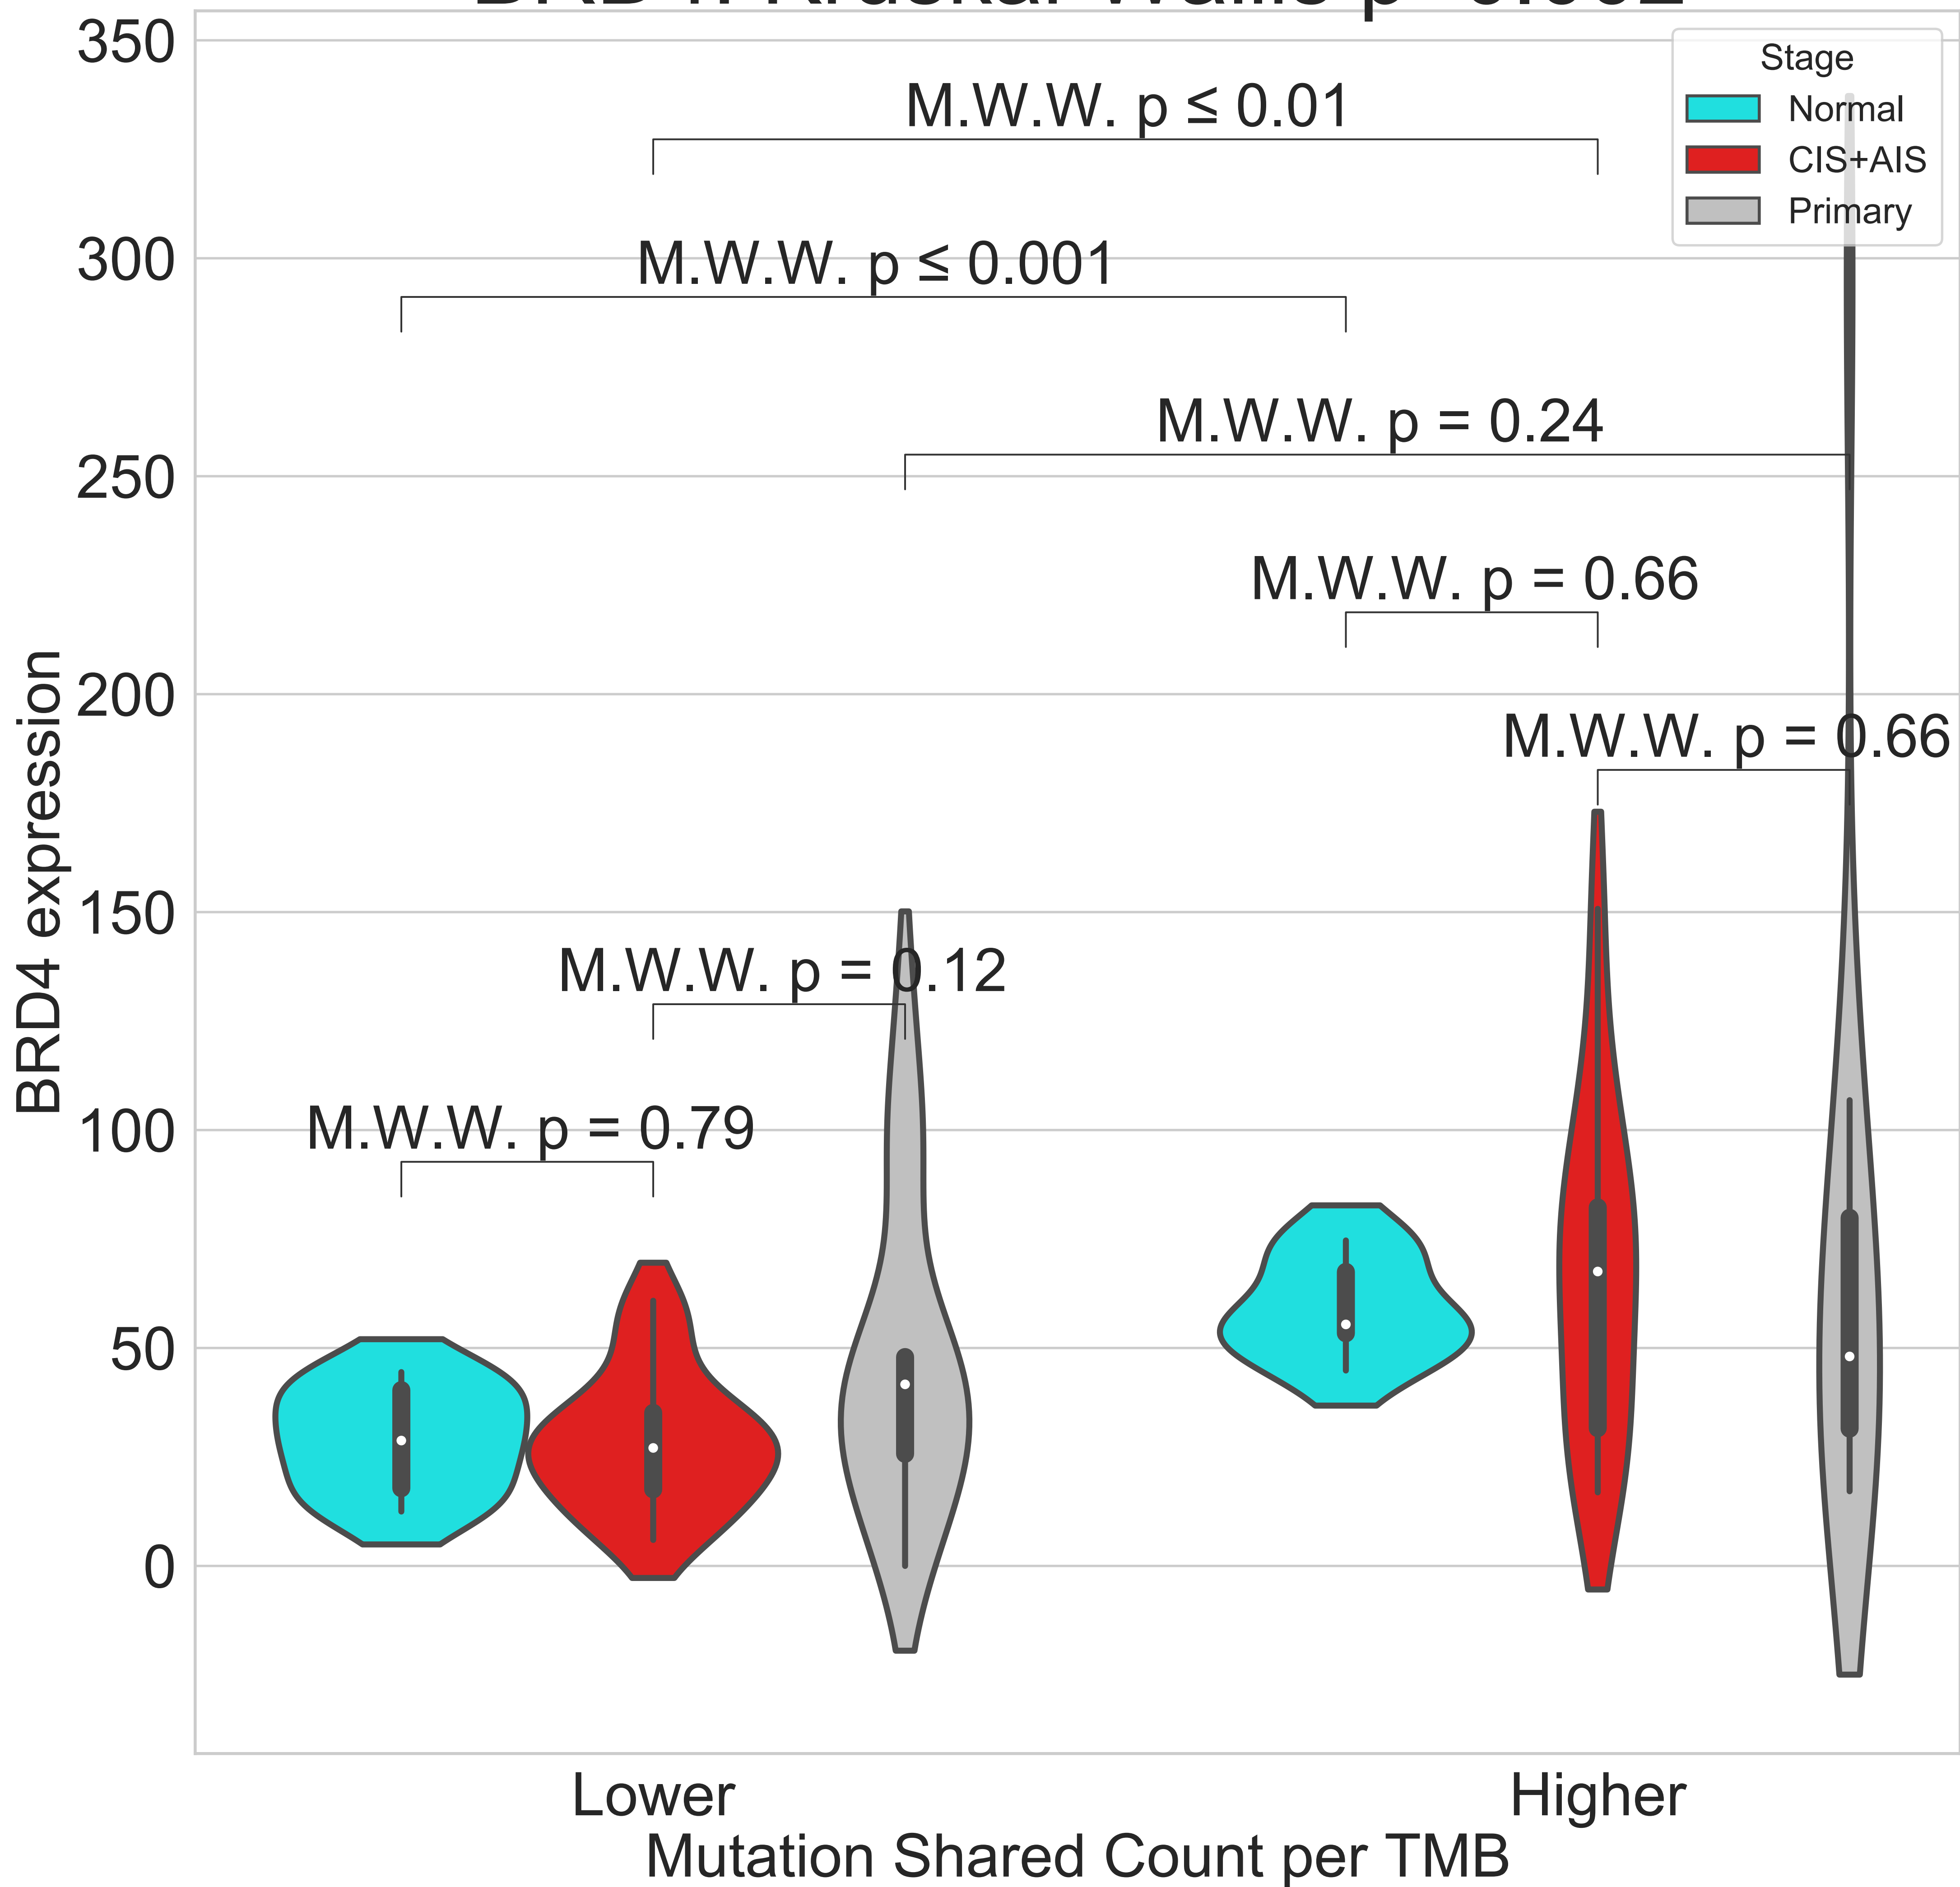 350
300
250
200
150
100
50
0
BRD4 expression
Stage
Normal
CIS+AIS
Primary
M.W.W. p ≤ 0.01
M.W.W. p ≤ 0.001
M.W.W. p = 0.24
M.W.W. p = 0.66
M.W.W. p = 0.66
M.W.W. p = 0.12
M.W.W. p = 0.79
Lower
Higher
Mutation Shared Count per TMB